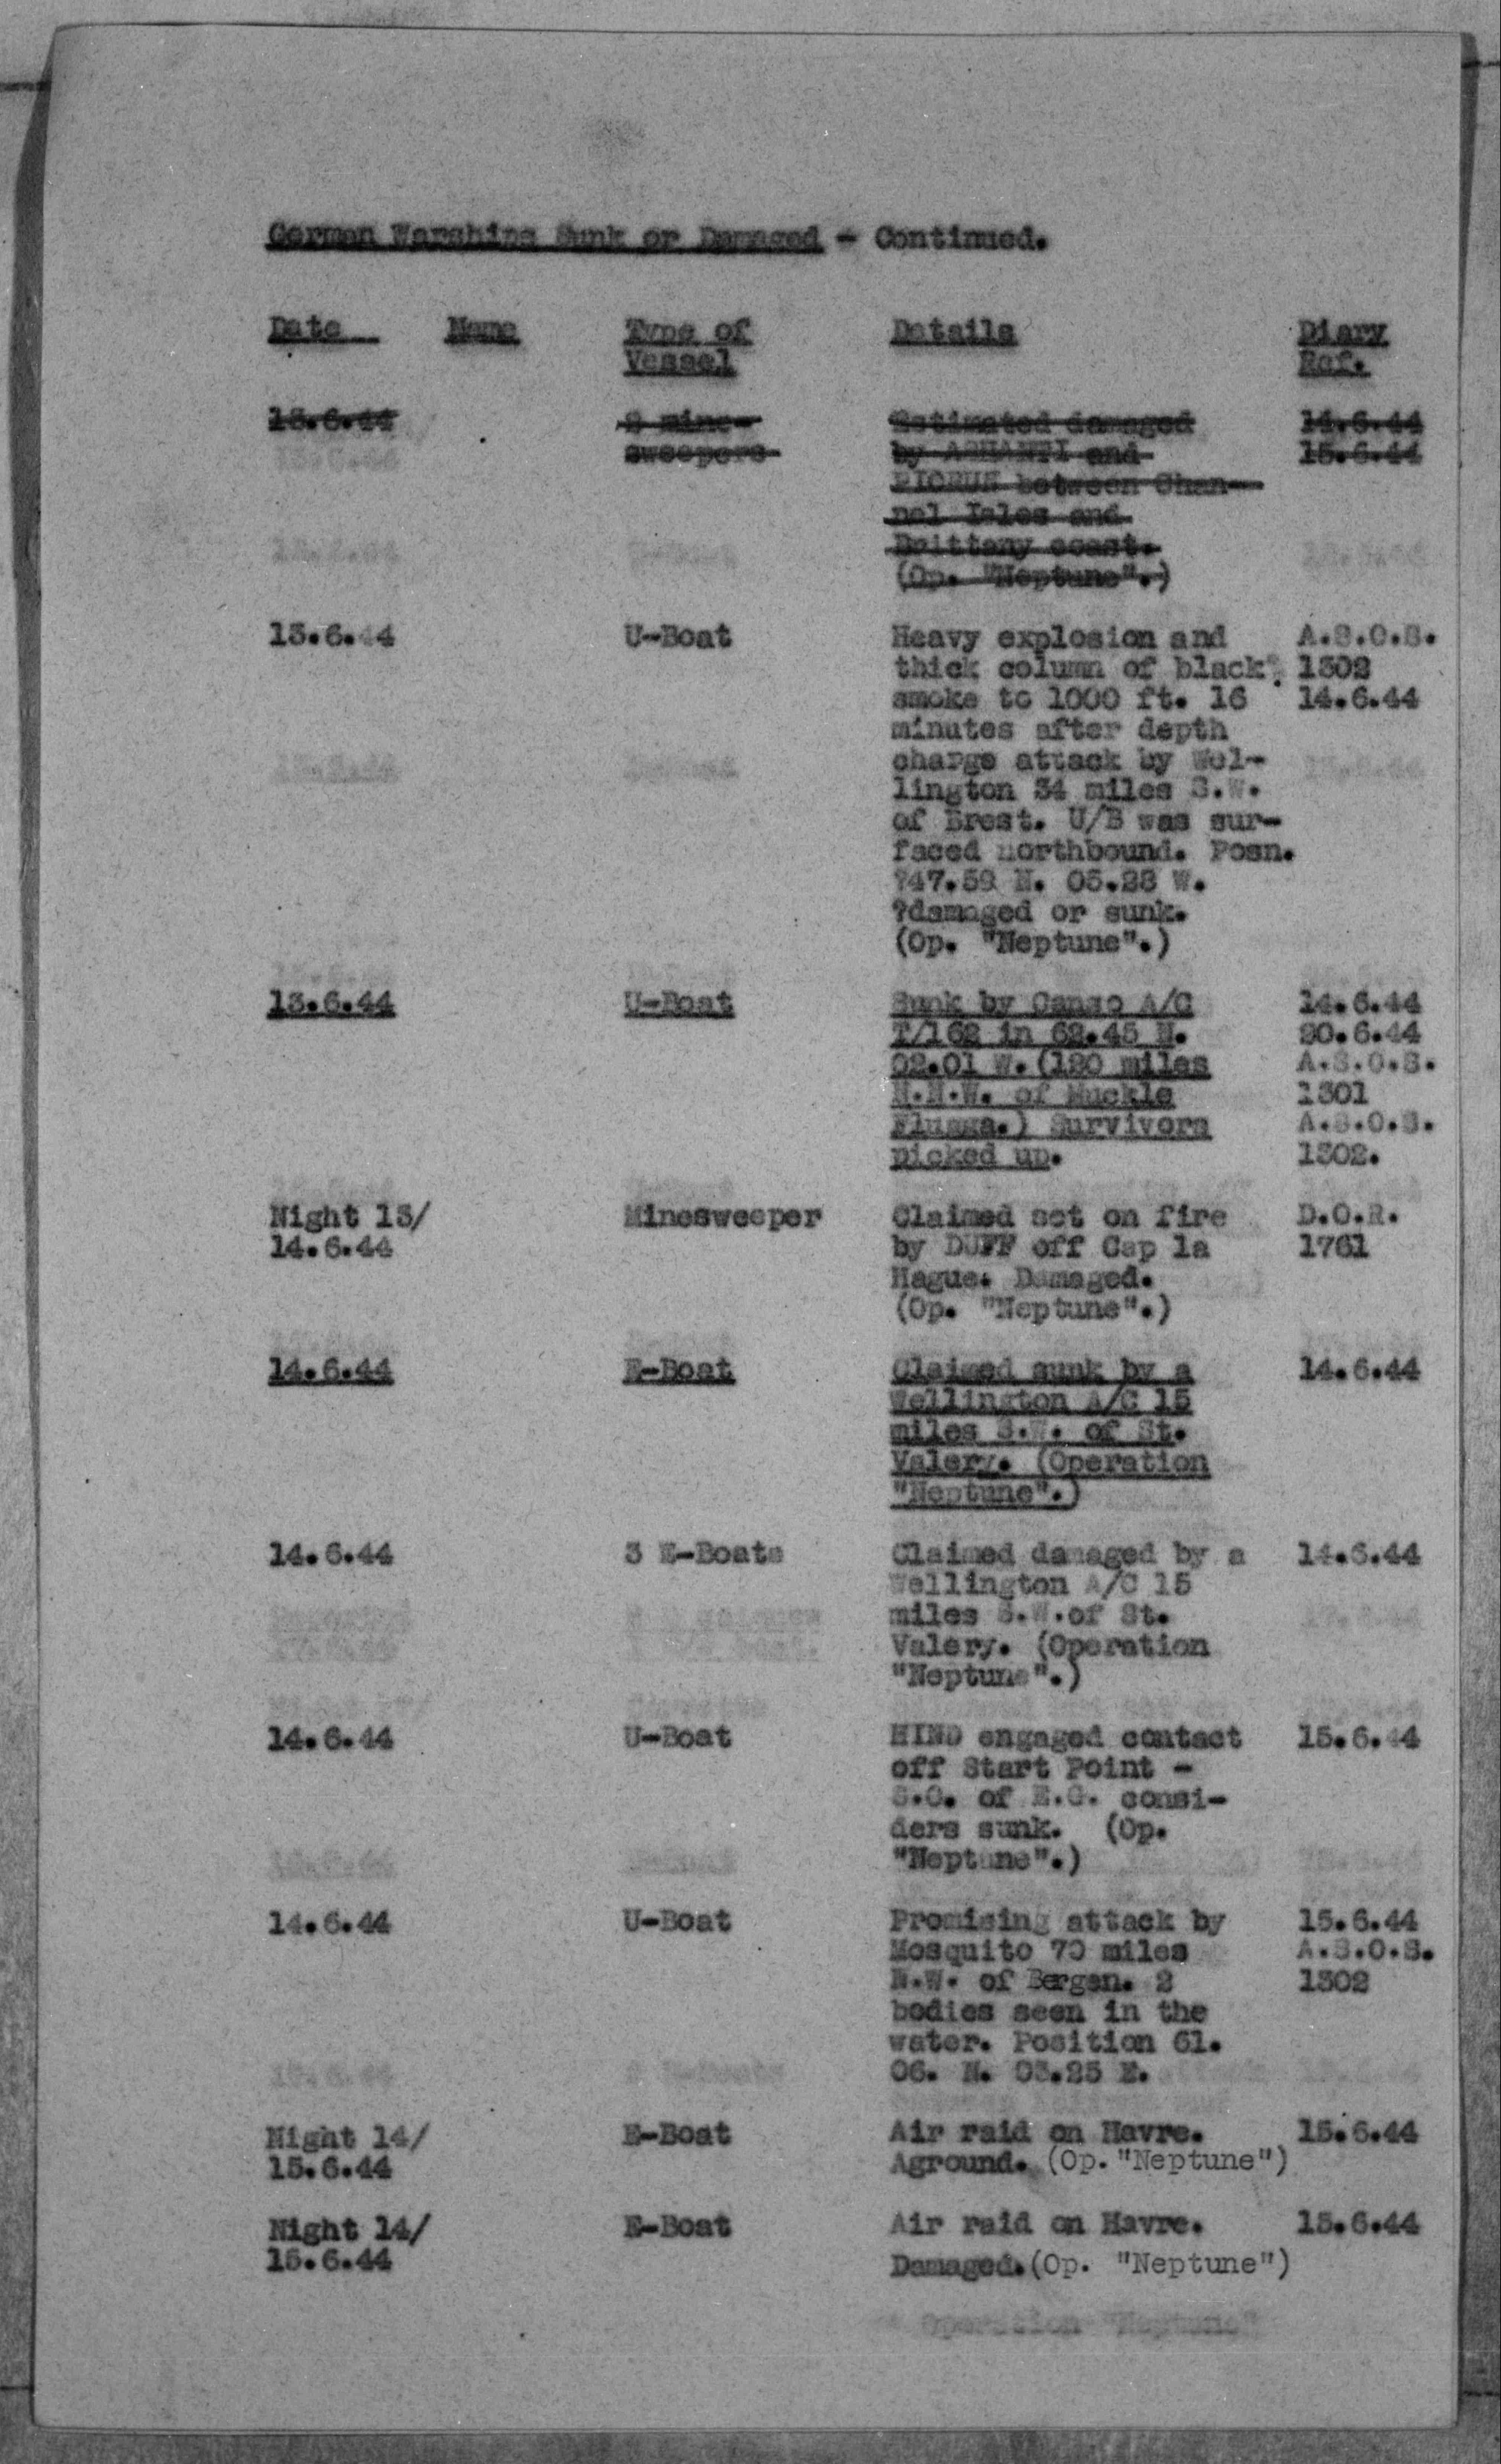 German Warships Sunk or Damaged - Continued.
Date Name Type of Details Diary
Vessel Ref.
13.6.44 2 mine- Estimated damaged 14.6.44
sweepers by ASHANTI and 15.6.44
PIORUN between Chan-
nel Isles and
Brittany coast.
(Op. "Neptune".)
13.6.44 U-Boat Heavy explosion and A.S.O.S.
thick column of black 1302
smoke to 1000 ft. 16 14.6.44
minutes after depth
charge attack by Wel-
lington 34 miles S.W.
of Brest. U/B was sur-
faced northbound. Posn.
?47.59 N. 05.28 W.
?damaged or sunk.
(Op. "Neptune".)
13.6.44 U-Boat Sunk by Canso A/C 14.6.44
T/162 in 62.45 N. 20.6.44
02.01 W. (120 miles A.S.O.S.
N.N.W. of Muckle 1301
Flugga.) Survivors A.S.O.S.
picked up. 1302.
Night 13/ Minesweeper Claimed set on fire D.O.R.
14.6.44 by DUFF off Cap la 1761
Hague. Damaged.
(Op. "Neptune".)
14.6.44 E-Boat Claimed sunk by a 14.6.44
Wellington A/C 15
miles S.W. of St.
Valery. (Operation
"Neptune".)
14.6.44 3 E-Boats Claimed damaged by a 14.6.44
Wellington A/C 15
miles S.W.of St.
Valery. (Operation
"Neptune".)
14.6.44 U-Boat HIND engaged contact 15.6.44
off Start Point -
S.O. of E.G. consi-
ders sunk. (Op.
"Neptune".)
14.6.44 U-Boat Promising attack by 15.6.44
Mosquito 70 miles A.S.O.S.
N.W. of Bergen. 2 1302
bodies seen in the
water. Position 61.
06. N. 03.25 E.
Night 14/ E-Boat Air raid on Havre. 15.6.44
15.6.44 Aground. (Op. "Neptune")
Night 14/ E-Boat Air raid on Havre. 15.6.44
15.6.44 Damaged.(Op. "Neptune")